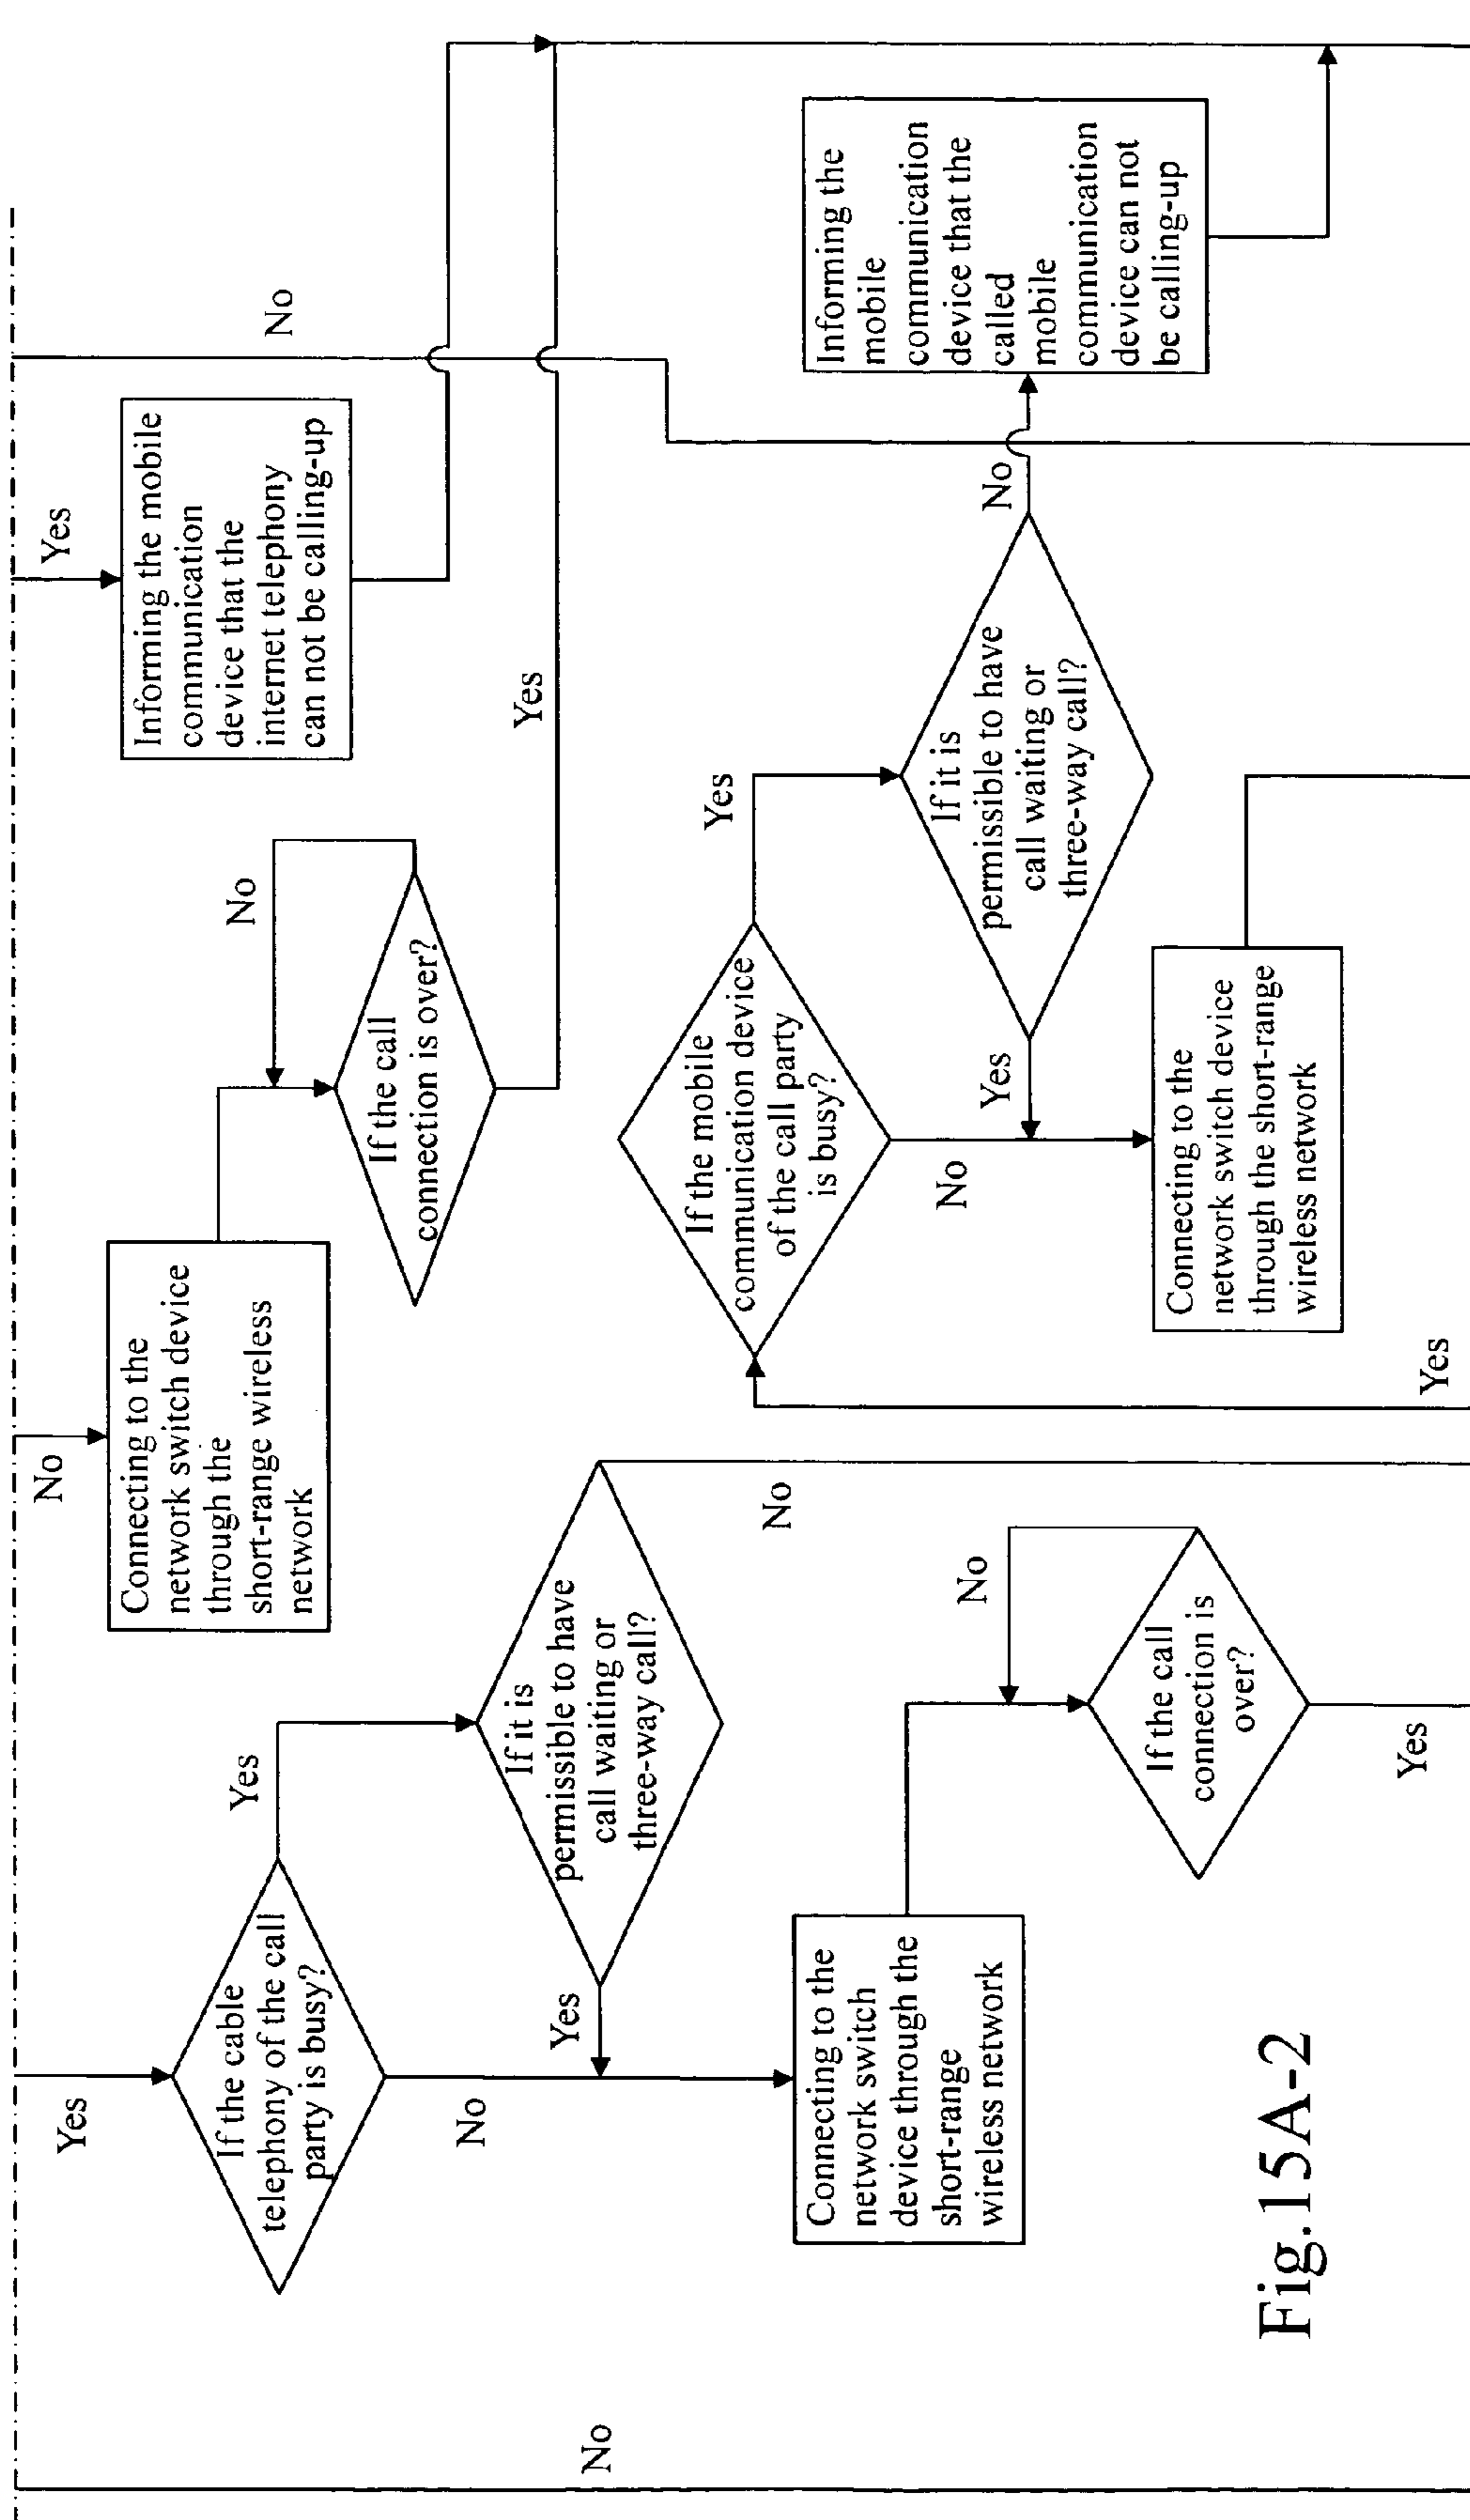 Yes
No
Yes
No
If the cable
telephony of the call
party is busy?
Yes
Connecting to the
network switch device
through the
short-range wireless
network
No
Informing the mobile
communication
device that the
internet telephony
can not be calling-up
If the call
connection is over?
Yes
No
If it is
permissible to have
call waiting or
three-way call?
Yes
No
No
If the mobile
communication device
of the call party
is busy?
Yes
No
If it is
permissible to have
call waiting or
three-way call?
Yes
No
Informing the
mobile
communication
device that the
called
mobile
communication
device can not
be calling-up
Connecting to the
network switch
device through the
short-range
wireless network
No
If the call
connection is
over?
Yes
Connecting to the
network switch device
through the short-range
wireless network
Yes
No
Fig.15A-2